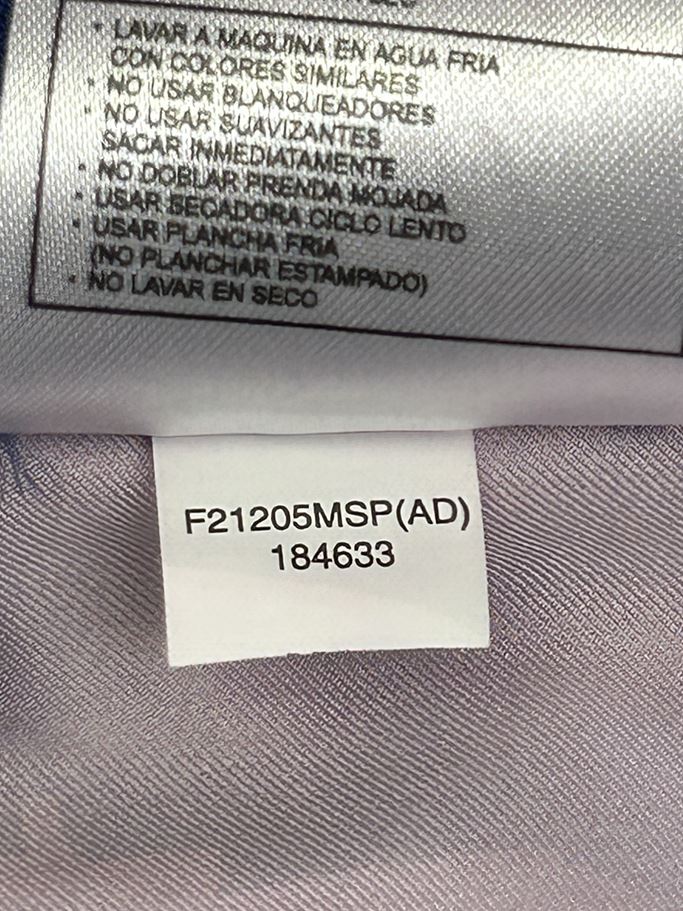 • LAVAR A MAQUINA EN AGUA FRIA
CON COLORES SIMILARES
• NO USAR BLANQUEADORES
• NO USAR SUAVIZANTES
SACAR INMEDIATAMENTE
• NO DOBLAR PRENDA MOJADA
• USAR SECADORA CICLO LENTO
• USAR PLANCHA FRIA
(NO PLANCHAR ESTAMPADO)
• NO LAVAR EN SECO
F21205MSP(AD)
184633